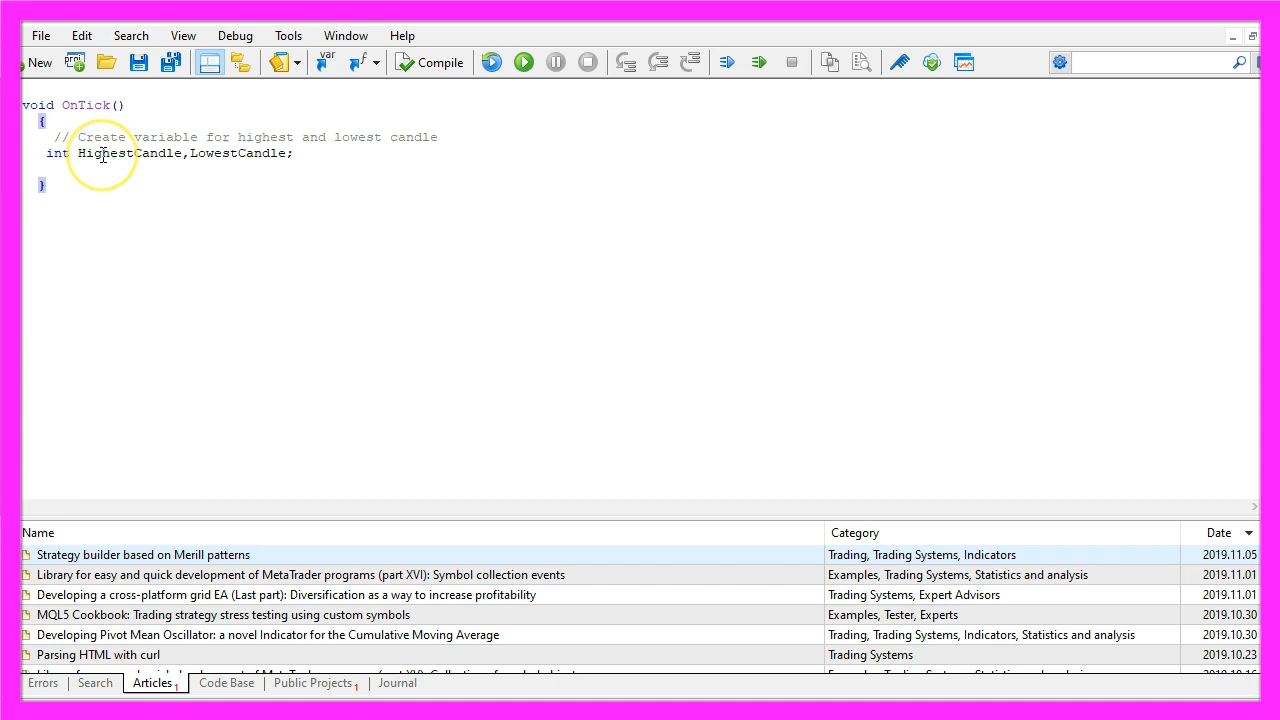 File Edit Search View Debug Tools Window Help
New Compile
void OnTick()
{
// Create variable for highest and lowest candle
int HighestCandle,LowestCandle;
}
Name Category Date
Strategy builder based on Merill patterns Trading, Trading Systems, Indicators 2019.11.05
Library for easy and quick development of MetaTrader programs (part XVI): Symbol collection events Examples, Trading Systems, Statistics and analysis 2019.11.01
Developing a cross-platform grid EA (Last part): Diversification as a way to increase profitability Trading Systems, Expert Advisors 2019.11.01
MQL5 Cookbook: Trading strategy stress testing using custom symbols Examples, Tester, Experts 2019.10.30
Developing Pivot Mean Oscillator: a novel Indicator for the Cumulative Moving Average Trading, Trading Systems, Indicators, Statistics and analysis 2019.10.30
Parsing HTML with curl Trading Systems 2019.10.23
Errors Search Articles 1 Code Base Public Projects 1 Journal